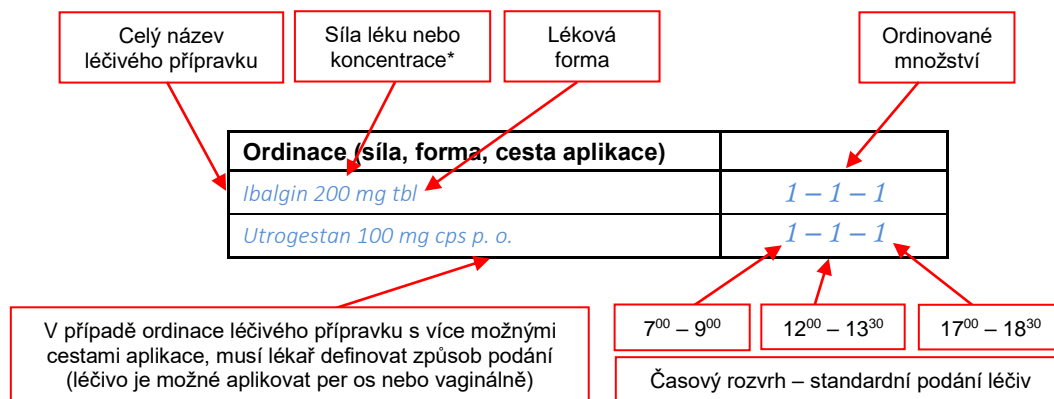 Celý název
léčivého přípravku
Síla léku nebo
koncentrace*
Léková
forma
Ordinované
množství
Ordinace (síla, forma, cesta aplikace)
Ibalgin 200 mg tbl
1 – 1 – 1
Utrogestan 100 mg cps p. o.
1 – 1 – 1
V případě ordinace léčivého přípravku s více možnými
cestami aplikace, musí lékař definovat způsob podání
(léčivo je možné aplikovat per os nebo vaginálně)
7⁰⁰ – 9⁰⁰
12⁰⁰ – 13³⁰
17⁰⁰ – 18³⁰
Časový rozvrh – standardní podání léčiv